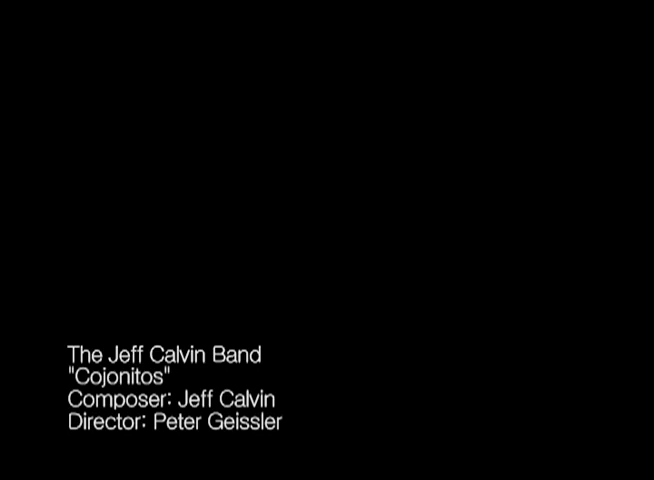 The Jeff Calvin Band
"Cojonitos"
Composer: Jeff Calvin
Director: Peter Geissler